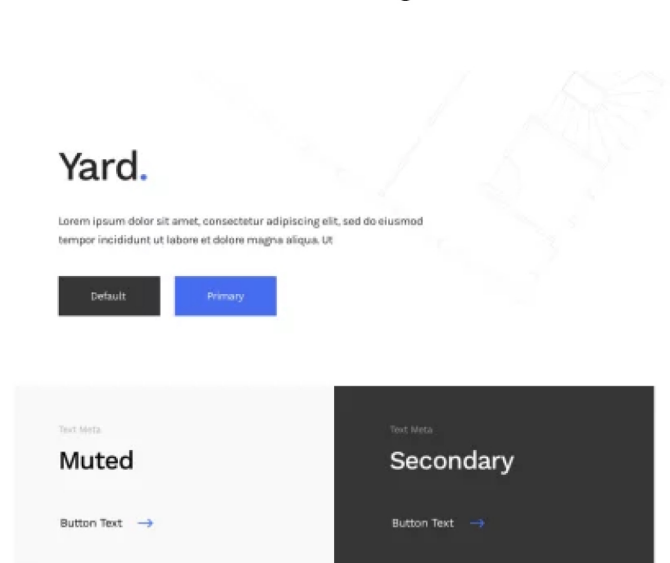 Yard.
Lorem ipsum dolor sit amet, consectetur adipiscing elit, sed do eiusmod
tempor incididunt ut labore et dolore magna aliqua. Ut
Default
Primary
Text Meta
Muted
Button Text
Text Meta
Secondary
Button Text